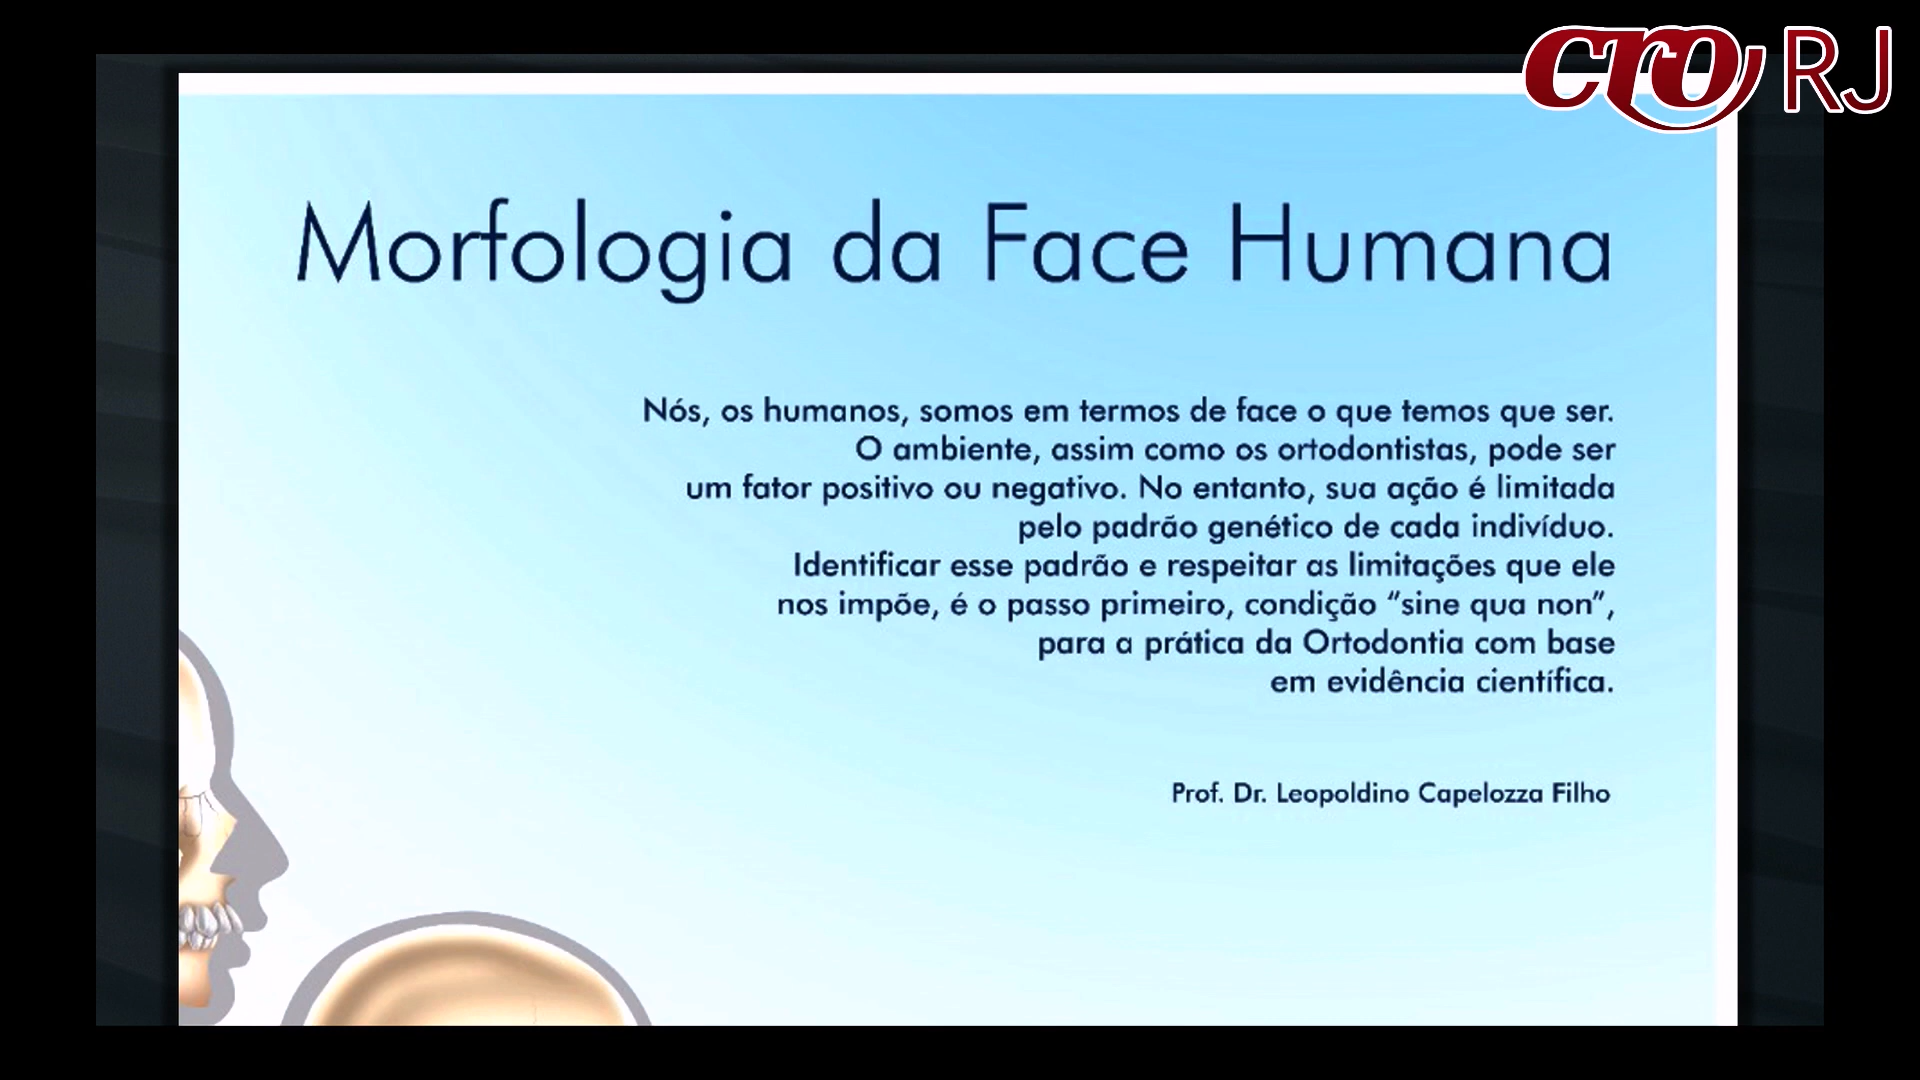 cro RJ
Morfologia da Face Humana
Nós, os humanos, somos em termos de face o que temos que ser.
O ambiente, assim como os ortodontistas, pode ser
um fator positivo ou negativo. No entanto, sua ação é limitada
pelo padrão genético de cada indivíduo.
Identificar esse padrão e respeitar as limitações que ele
nos impõe, é o passo primeiro, condição “sine qua non”,
para a prática da Ortodontia com base
em evidência científica.
Prof. Dr. Leopoldino Capelozza Filho